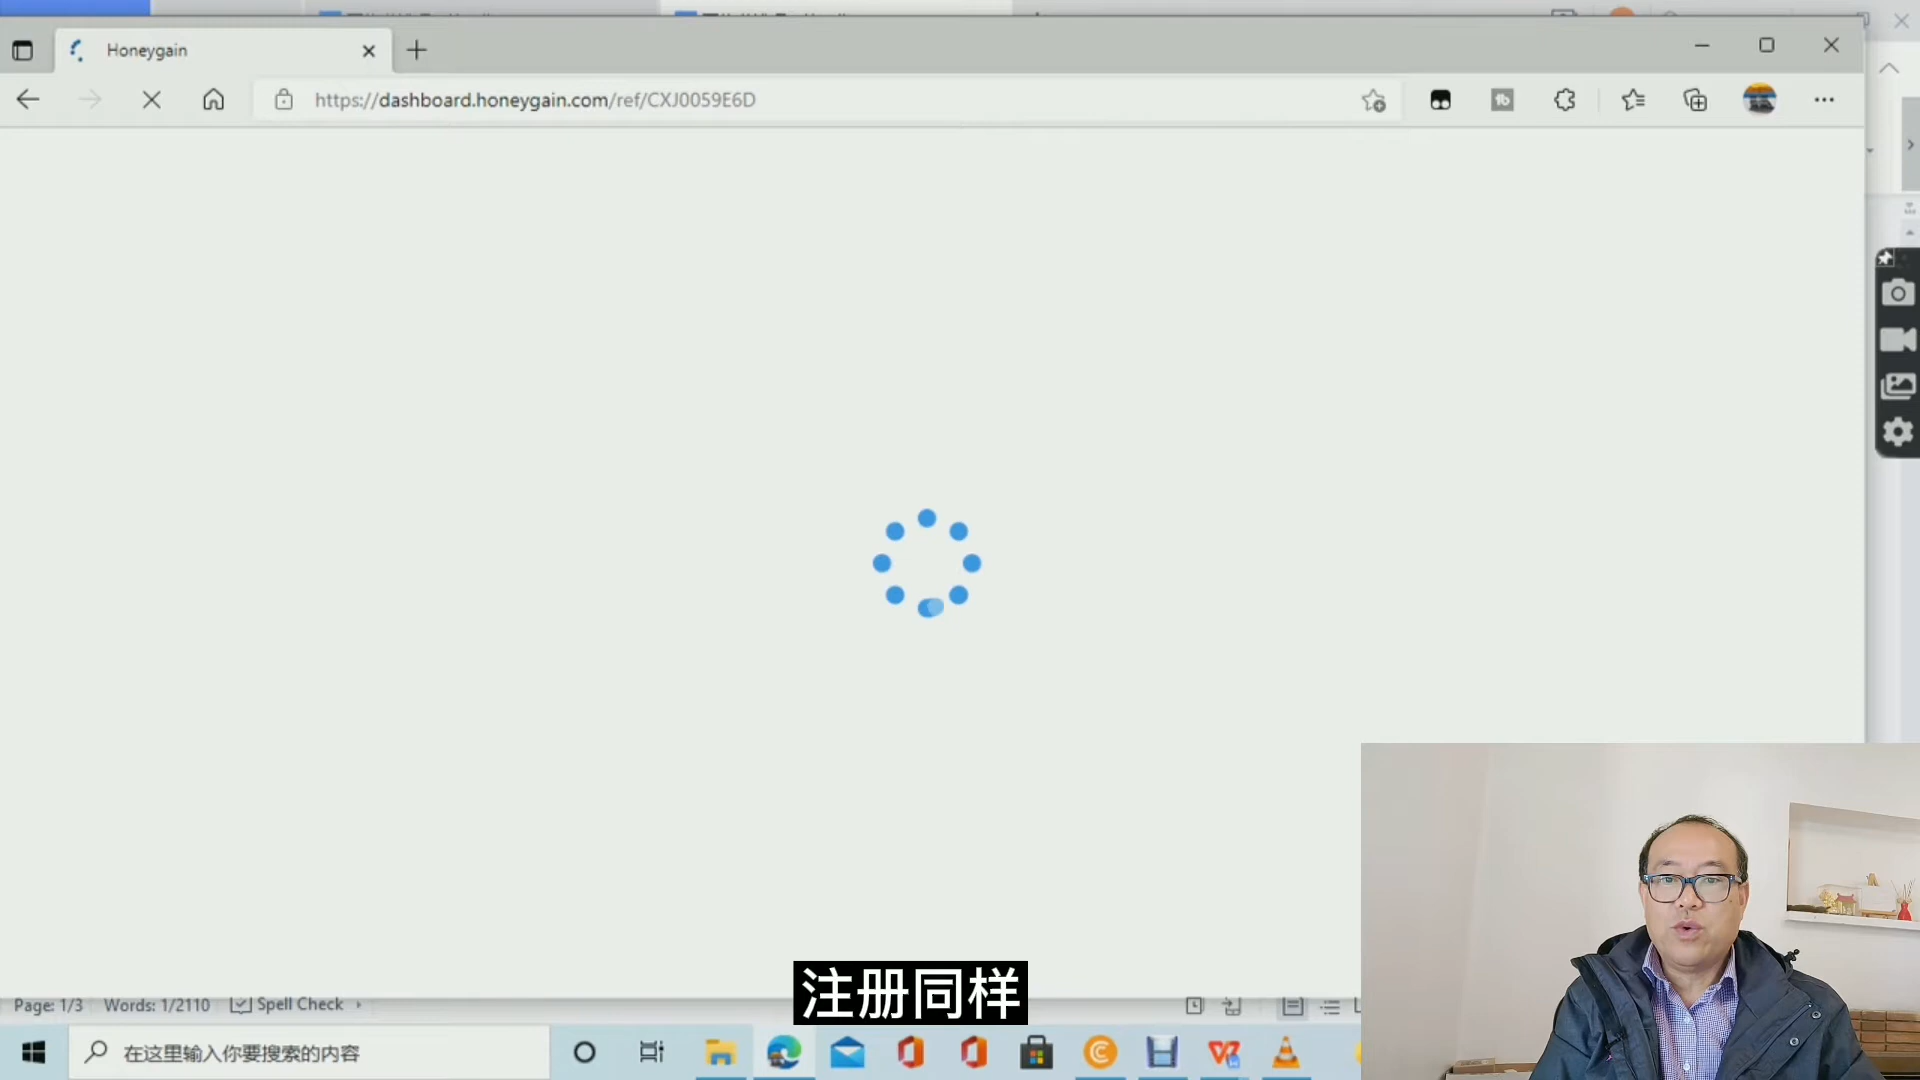 Honeygain
https://dashboard.honeygain.com/ref/CXJ0059E6D
注册同样
Page: 1/3 Words: 1/2110 Spell Check
在这里输入你要搜索的内容